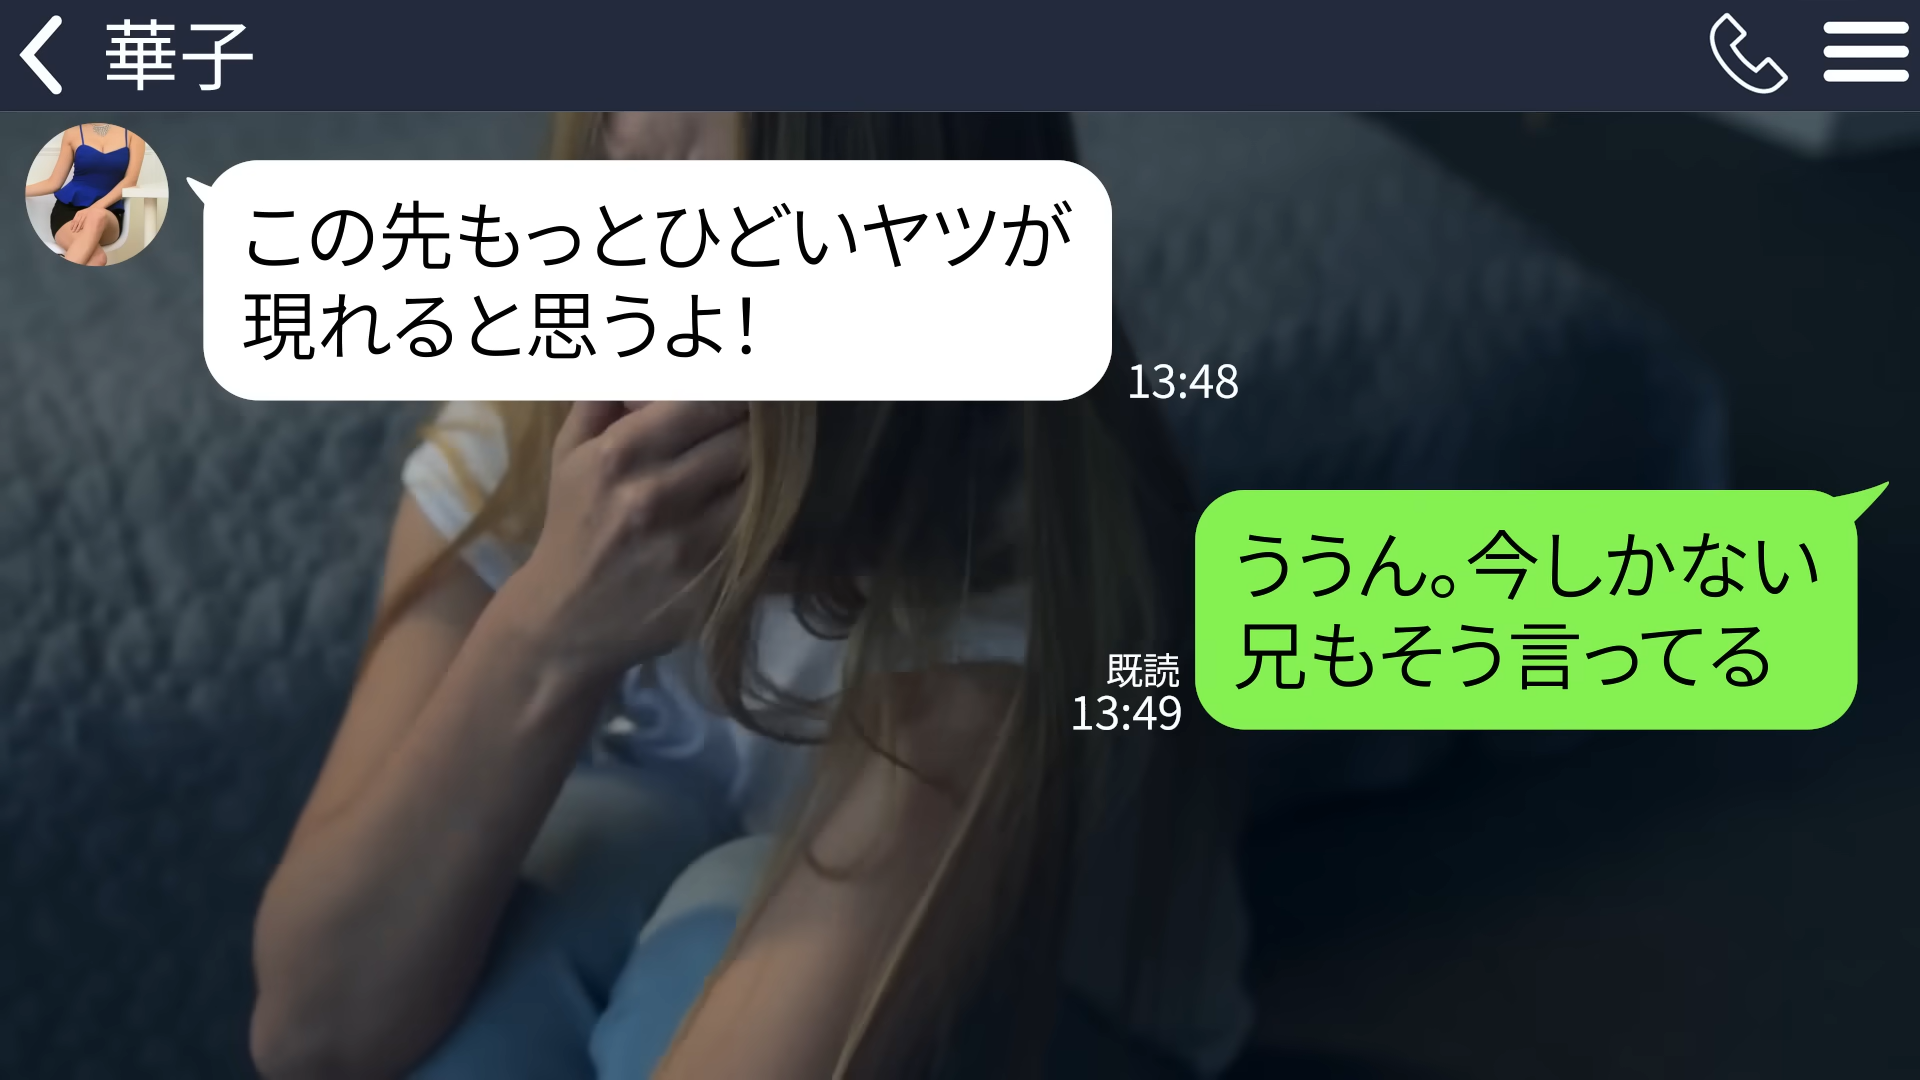 華子
この先もっとひどいヤツが
現れると思うよ！
13:48
ううん。今しかない
兄もそう言ってる
既読
13:49